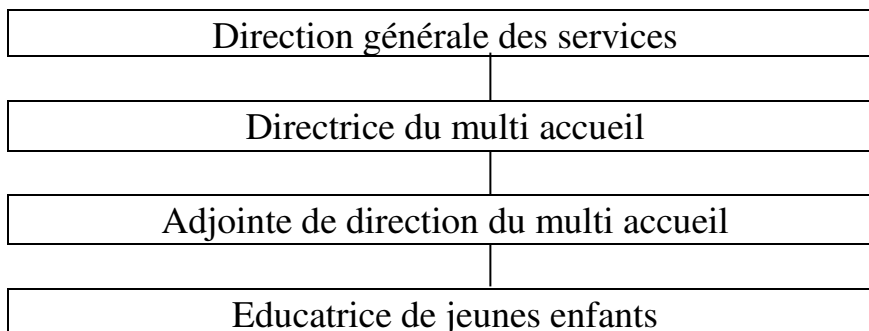 Direction générale des services
Directrice du multi accueil
Adjointe de direction du multi accueil
Educatrice de jeunes enfants